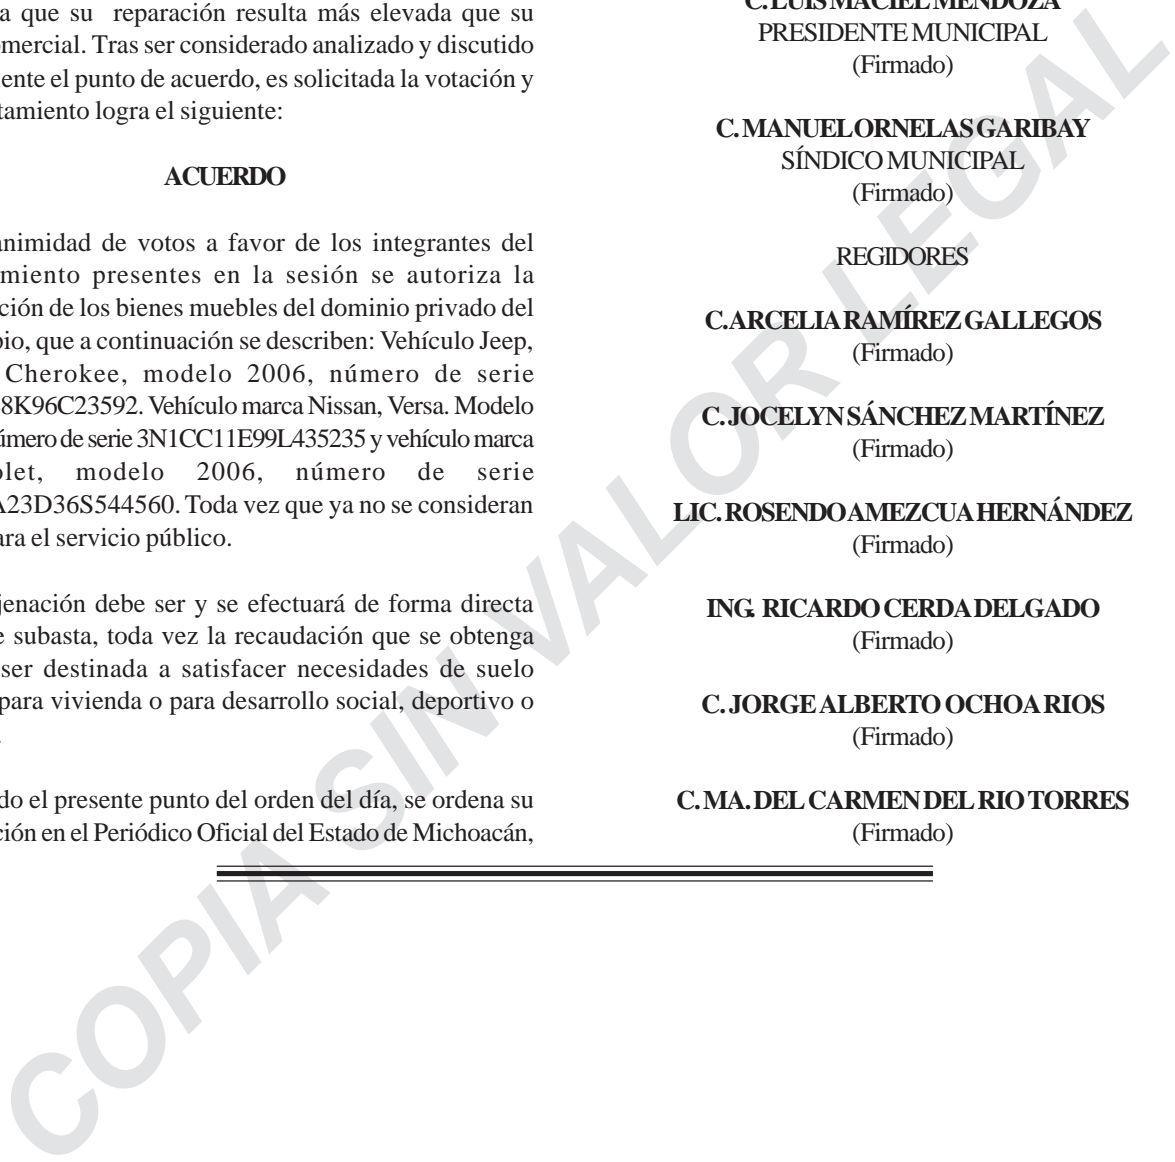 a que su reparación resulta más elevada que su
omercial. Tras ser considerado analizado y discutido
ente el punto de acuerdo, es solicitada la votación y
tamiento logra el siguiente:
ACUERDO
animidad de votos a favor de los integrantes del
miento presentes en la sesión se autoriza la
ción de los bienes muebles del dominio privado del
pio, que a continuación se describen: Vehículo Jeep,
Cherokee, modelo 2006, número de serie
8K96C23592. Vehículo marca Nissan, Versa. Modelo
úmero de serie 3N1CC11E99L435235 y vehículo marca
olet, modelo 2006, número de serie
A23D36S544560. Toda vez que ya no se consideran
ara el servicio público.
jenación debe ser y se efectuará de forma directa
e subasta, toda vez la recaudación que se obtenga
ser destinada a satisfacer necesidades de suelo
para vivienda o para desarrollo social, deportivo o
.
do el presente punto del orden del día, se ordena su
ción en el Periódico Oficial del Estado de Michoacán,
C. LUIS MACIEL MENDOZA
PRESIDENTE MUNICIPAL
(Firmado)
C. MANUEL ORNELAS GARIBAY
SÍNDICO MUNICIPAL
(Firmado)
REGIDORES
C. ARCELIA RAMÍREZ GALLEGOS
(Firmado)
C. JOCELYN SÁNCHEZ MARTÍNEZ
(Firmado)
LIC. ROSENDO AMEZCUA HERNÁNDEZ
(Firmado)
ING. RICARDO CERDA DELGADO
(Firmado)
C. JORGE ALBERTO OCHOA RIOS
(Firmado)
C. MA. DEL CARMEN DEL RIO TORRES
(Firmado)
COPIA SIN VALOR LEGAL